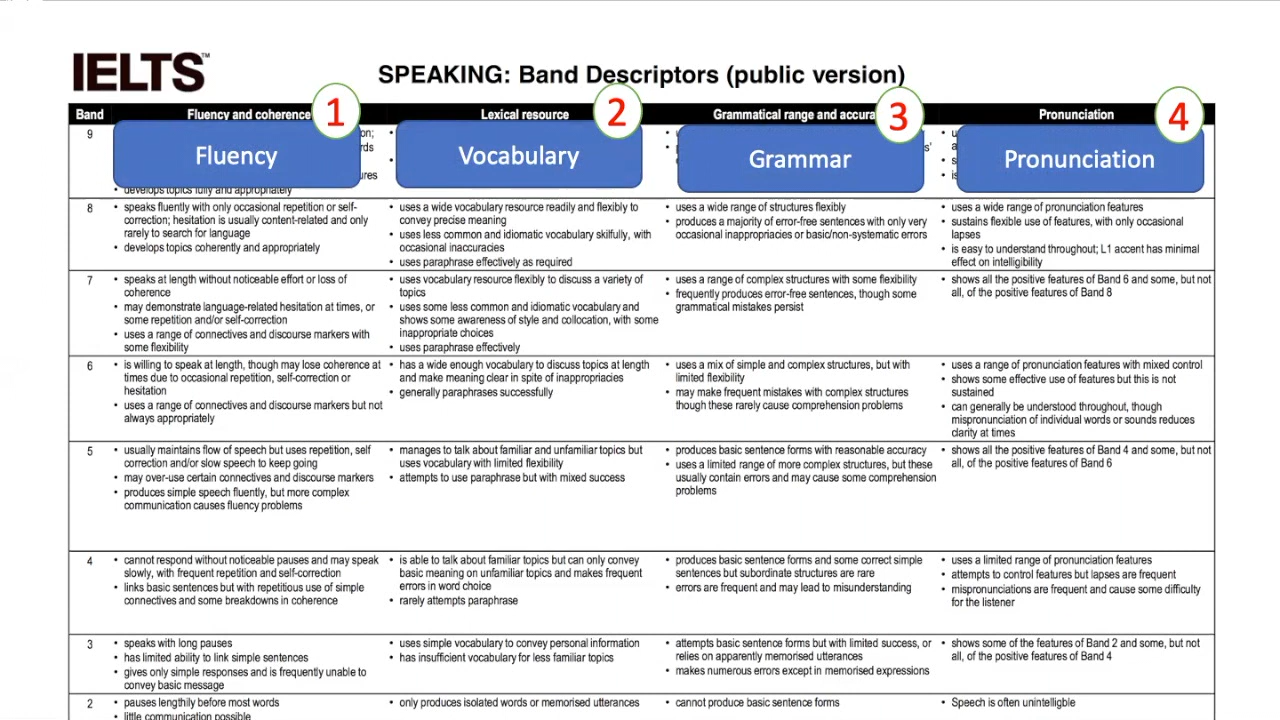 IELTS™
SPEAKING: Band Descriptors (public version)
1
2
3
4
Band
Fluency and coherence
Lexical resource
Grammatical range and accura
Pronunciation
Fluency
Vocabulary
Grammar
Pronunciation
9
• develops topics fully and appropriately
8
• speaks fluently with only occasional repetition or self-
correction; hesitation is usually content-related and only
rarely to search for language
• develops topics coherently and appropriately
• uses a wide vocabulary resource readily and flexibly to
convey precise meaning
• uses less common and idiomatic vocabulary skilfully, with
occasional inaccuracies
• uses paraphrase effectively as required
• uses a wide range of structures flexibly
• produces a majority of error-free sentences with only very
occasional inappropriacies or basic/non-systematic errors
• uses a wide range of pronunciation features
• sustains flexible use of features, with only occasional
lapses
• is easy to understand throughout; L1 accent has minimal
effect on intelligibility
7
• speaks at length without noticeable effort or loss of
coherence
• may demonstrate language-related hesitation at times, or
some repetition and/or self-correction
• uses a range of connectives and discourse markers with
some flexibility
• uses vocabulary resource flexibly to discuss a variety of
topics
• uses some less common and idiomatic vocabulary and
shows some awareness of style and collocation, with some
inappropriate choices
• uses paraphrase effectively
• uses a range of complex structures with some flexibility
• frequently produces error-free sentences, though some
grammatical mistakes persist
• shows all the positive features of Band 6 and some, but not
all, of the positive features of Band 8
6
• is willing to speak at length, though may lose coherence at
times due to occasional repetition, self-correction or
hesitation
• uses a range of connectives and discourse markers but not
always appropriately
• has a wide enough vocabulary to discuss topics at length
and make meaning clear in spite of inappropriacies
• generally paraphrases successfully
• uses a mix of simple and complex structures, but with
limited flexibility
• may make frequent mistakes with complex structures
though these rarely cause comprehension problems
• uses a range of pronunciation features with mixed control
• shows some effective use of features but this is not
sustained
• can generally be understood throughout, though
mispronunciation of individual words or sounds reduces
clarity at times
5
• usually maintains flow of speech but uses repetition, self
correction and/or slow speech to keep going
• may over-use certain connectives and discourse markers
• produces simple speech fluently, but more complex
communication causes fluency problems
• manages to talk about familiar and unfamiliar topics but
uses vocabulary with limited flexibility
• attempts to use paraphrase but with mixed success
• produces basic sentence forms with reasonable accuracy
• uses a limited range of more complex structures, but these
usually contain errors and may cause some comprehension
problems
• shows all the positive features of Band 4 and some, but not
all, of the positive features of Band 6
4
• cannot respond without noticeable pauses and may speak
slowly, with frequent repetition and self-correction
• links basic sentences but with repetitious use of simple
connectives and some breakdowns in coherence
• is able to talk about familiar topics but can only convey
basic meaning on unfamiliar topics and makes frequent
errors in word choice
• rarely attempts paraphrase
• produces basic sentence forms and some correct simple
sentences but subordinate structures are rare
• errors are frequent and may lead to misunderstanding
• uses a limited range of pronunciation features
• attempts to control features but lapses are frequent
• mispronunciations are frequent and cause some difficulty
for the listener
3
• speaks with long pauses
• has limited ability to link simple sentences
• gives only simple responses and is frequently unable to
convey basic message
• uses simple vocabulary to convey personal information
• has insufficient vocabulary for less familiar topics
• attempts basic sentence forms but with limited success, or
relies on apparently memorised utterances
• makes numerous errors except in memorised expressions
• shows some of the features of Band 2 and some, but not
all, of the positive features of Band 4
2
• pauses lengthily before most words
• little communication possible
• only produces isolated words or memorised utterances
• cannot produce basic sentence forms
• Speech is often unintelligble